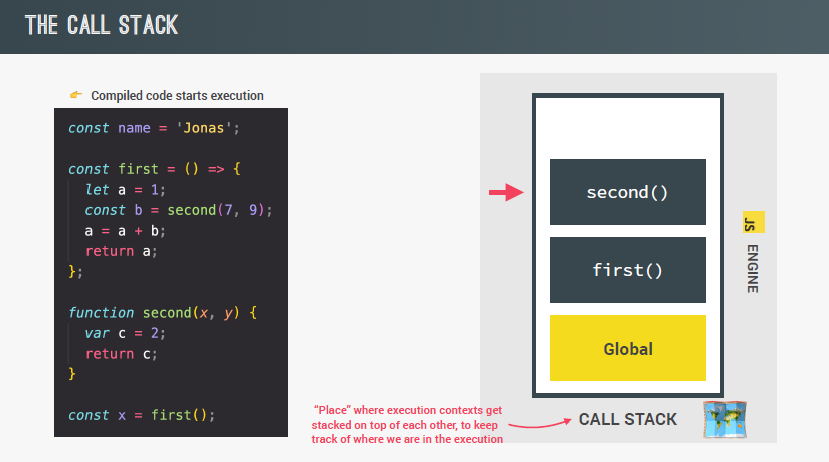 THE CALL STACK
Compiled code starts execution
const name = 'Jonas';
const first = () => {
let a = 1;
const b = second(7, 9);
a = a + b;
return a;
};
function second(x, y) {
var c = 2;
return c;
}
const x = first();
second()
first()
Global
JS
ENGINE
CALL STACK
“Place” where execution contexts get
stacked on top of each other, to keep
track of where we are in the execution